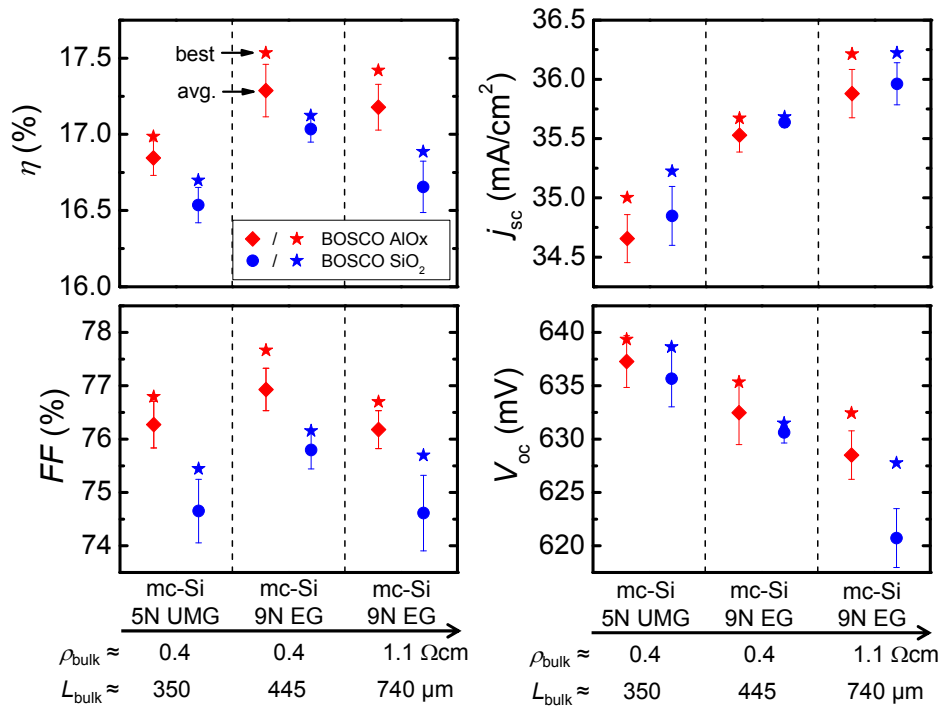 17.5
17.0
16.5
16.0
η (%)
best
avg.
/ BOSCO AlOx
/ BOSCO SiO₂
36.5
36.0
35.5
35.0
34.5
jsc (mA/cm²)
78
77
76
75
74
FF (%)
640
635
630
625
620
Voc (mV)
mc-Si mc-Si mc-Si
5N UMG 9N EG 9N EG
ρbulk ≈ 0.4 0.4 1.1 Ωcm
Lbulk ≈ 350 445 740 µm
mc-Si mc-Si mc-Si
5N UMG 9N EG 9N EG
ρbulk ≈ 0.4 0.4 1.1 Ωcm
Lbulk ≈ 350 445 740 µm